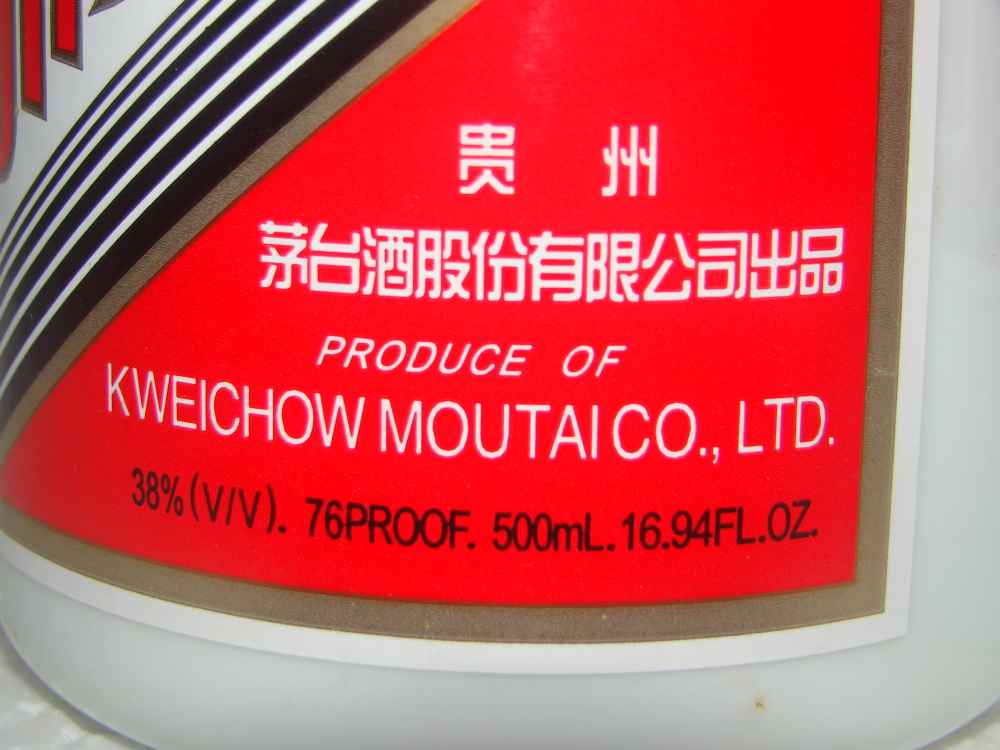 贵 州
茅台酒股份有限公司出品
PRODUCE OF
KWEICHOW MOUTAI CO., LTD.
38% (V/V). 76PROOF. 500mL. 16.94FL.OZ.